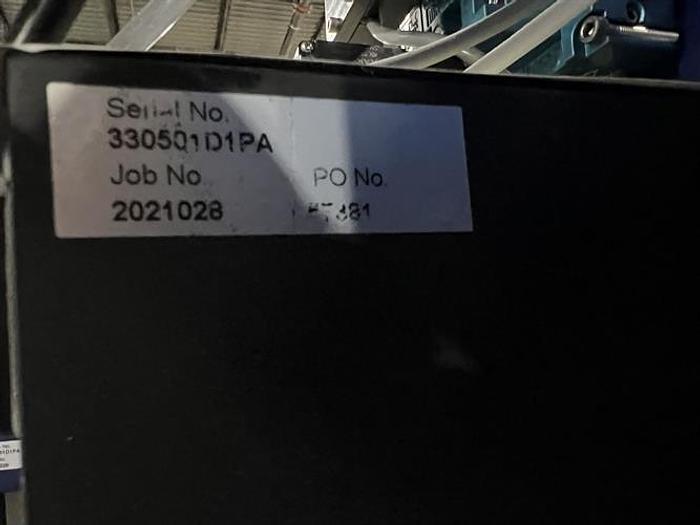 Serial No.
330501D1PA
Job No. PO No.
2021028